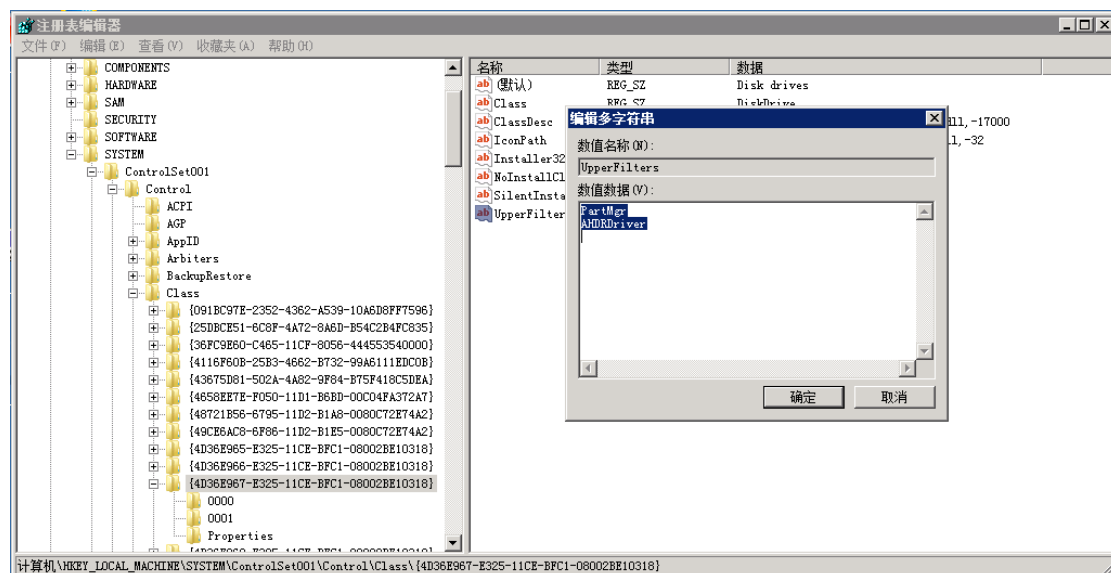 注册表编辑器
文件(F) 编辑(E) 查看(V) 收藏夹(A) 帮助(H)
COMPONENTS
HARDWARE
SAM
SECURITY
SOFTWARE
SYSTEM
ControlSet001
Control
ACPI
AGP
AppID
Arbiters
BackupRestore
Class
{091BC97E-2352-4362-A539-10A6D8FF7596}
{25DBCE51-6C8F-4A72-8A6D-B54C2B4FC835}
{36FC9E60-C465-11CF-8056-444553540000}
{4116F60B-25B3-4662-B732-99A6111EDC0B}
{43675D81-502A-4A82-9F84-B75F418C5DEA}
{4658EE7E-F050-11D1-B6BD-00C04FA372A7}
{48721B56-6795-11D2-B1A8-0080C72E74A2}
{49CE6AC8-6F86-11D2-B1E5-0080C72E74A2}
{4D36E965-E325-11CE-BFC1-08002BE10318}
{4D36E966-E325-11CE-BFC1-08002BE10318}
{4D36E967-E325-11CE-BFC1-08002BE10318}
0000
0001
Properties
名称 类型 数据
(默认) REG_SZ Disk drives
Class REG_SZ DiskDrive
ClassDesc
-17000
IconPath
-32
Installer32
NoInstallCl
SilentInsta
UpperFilter
编辑多字符串
数值名称(N):
UpperFilters
数值数据(V):
PartMgr
AHDRDriver
确定 取消
计算机\HKEY_LOCAL_MACHINE\SYSTEM\ControlSet001\Control\Class\{4D36E967-E325-11CE-BFC1-08002BE10318}